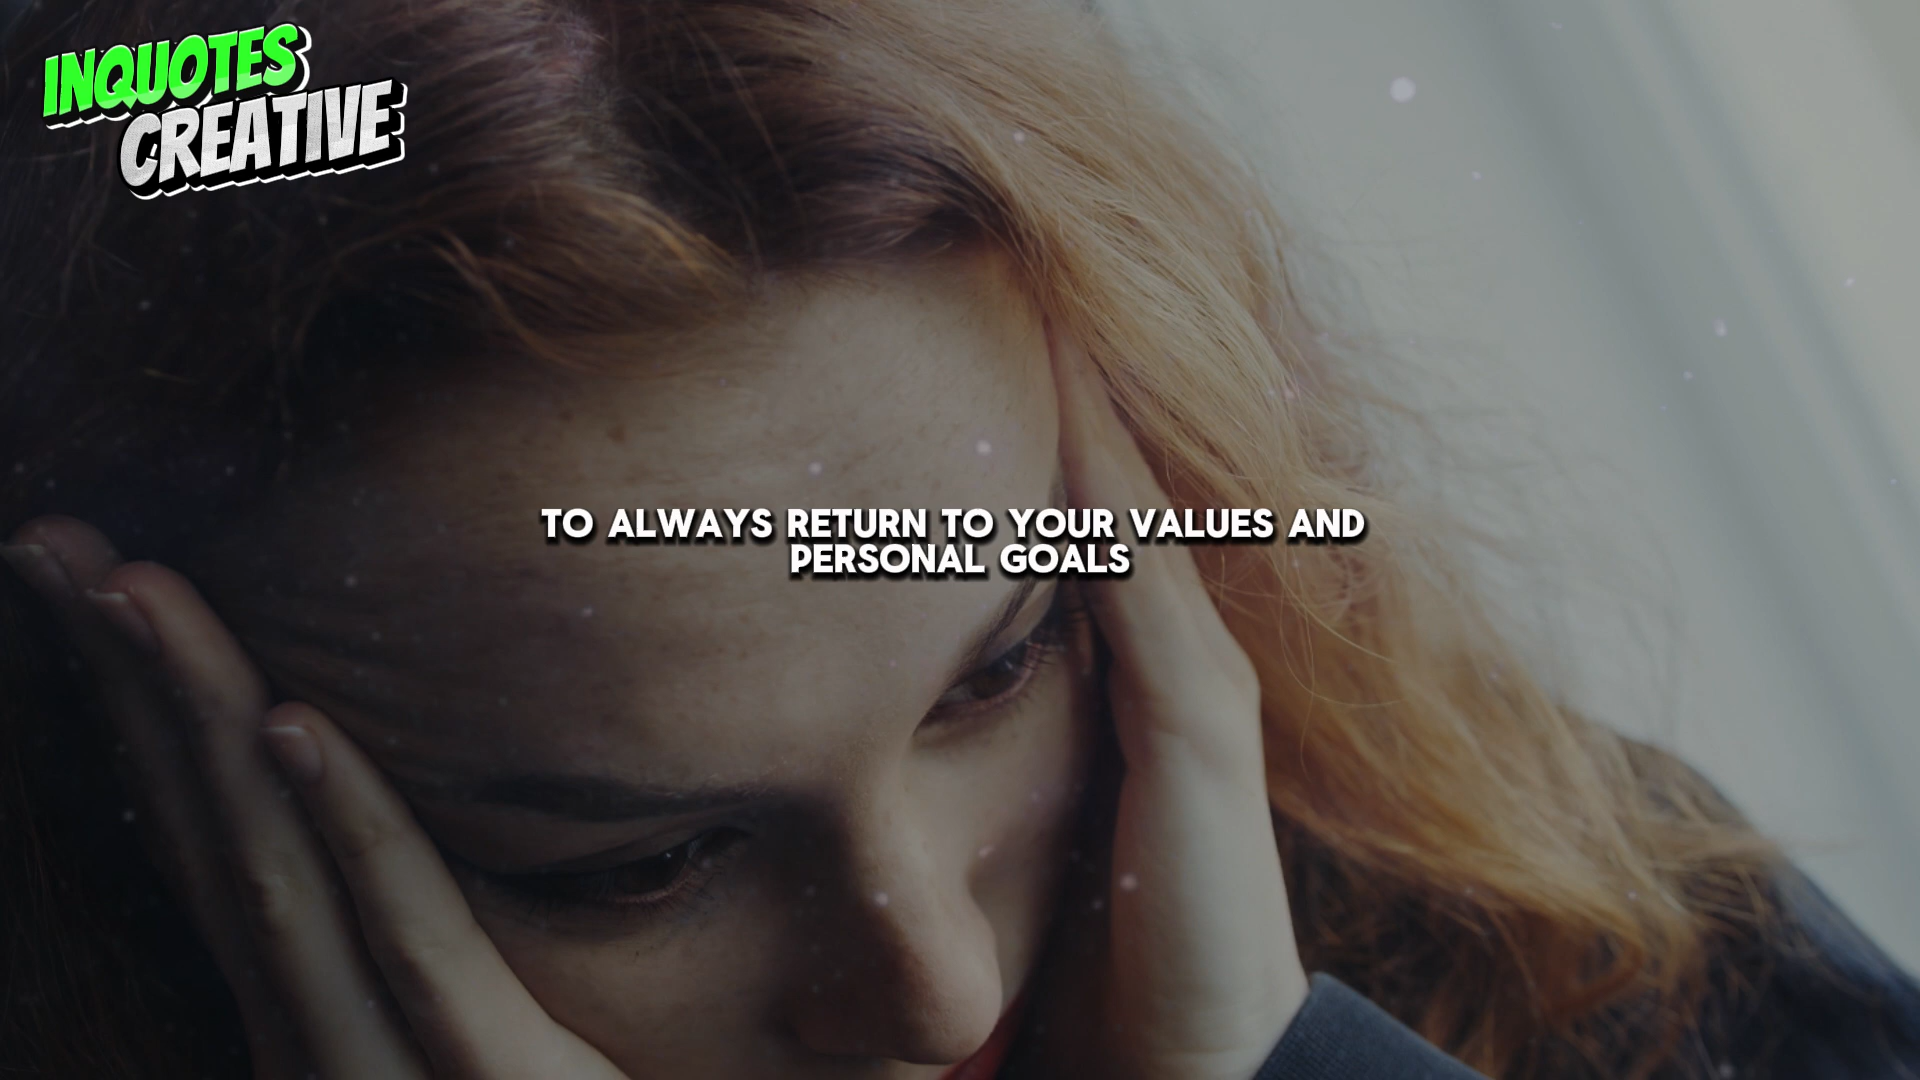 INQUOTES
CREATIVE
TO ALWAYS RETURN TO YOUR VALUES AND
PERSONAL GOALS